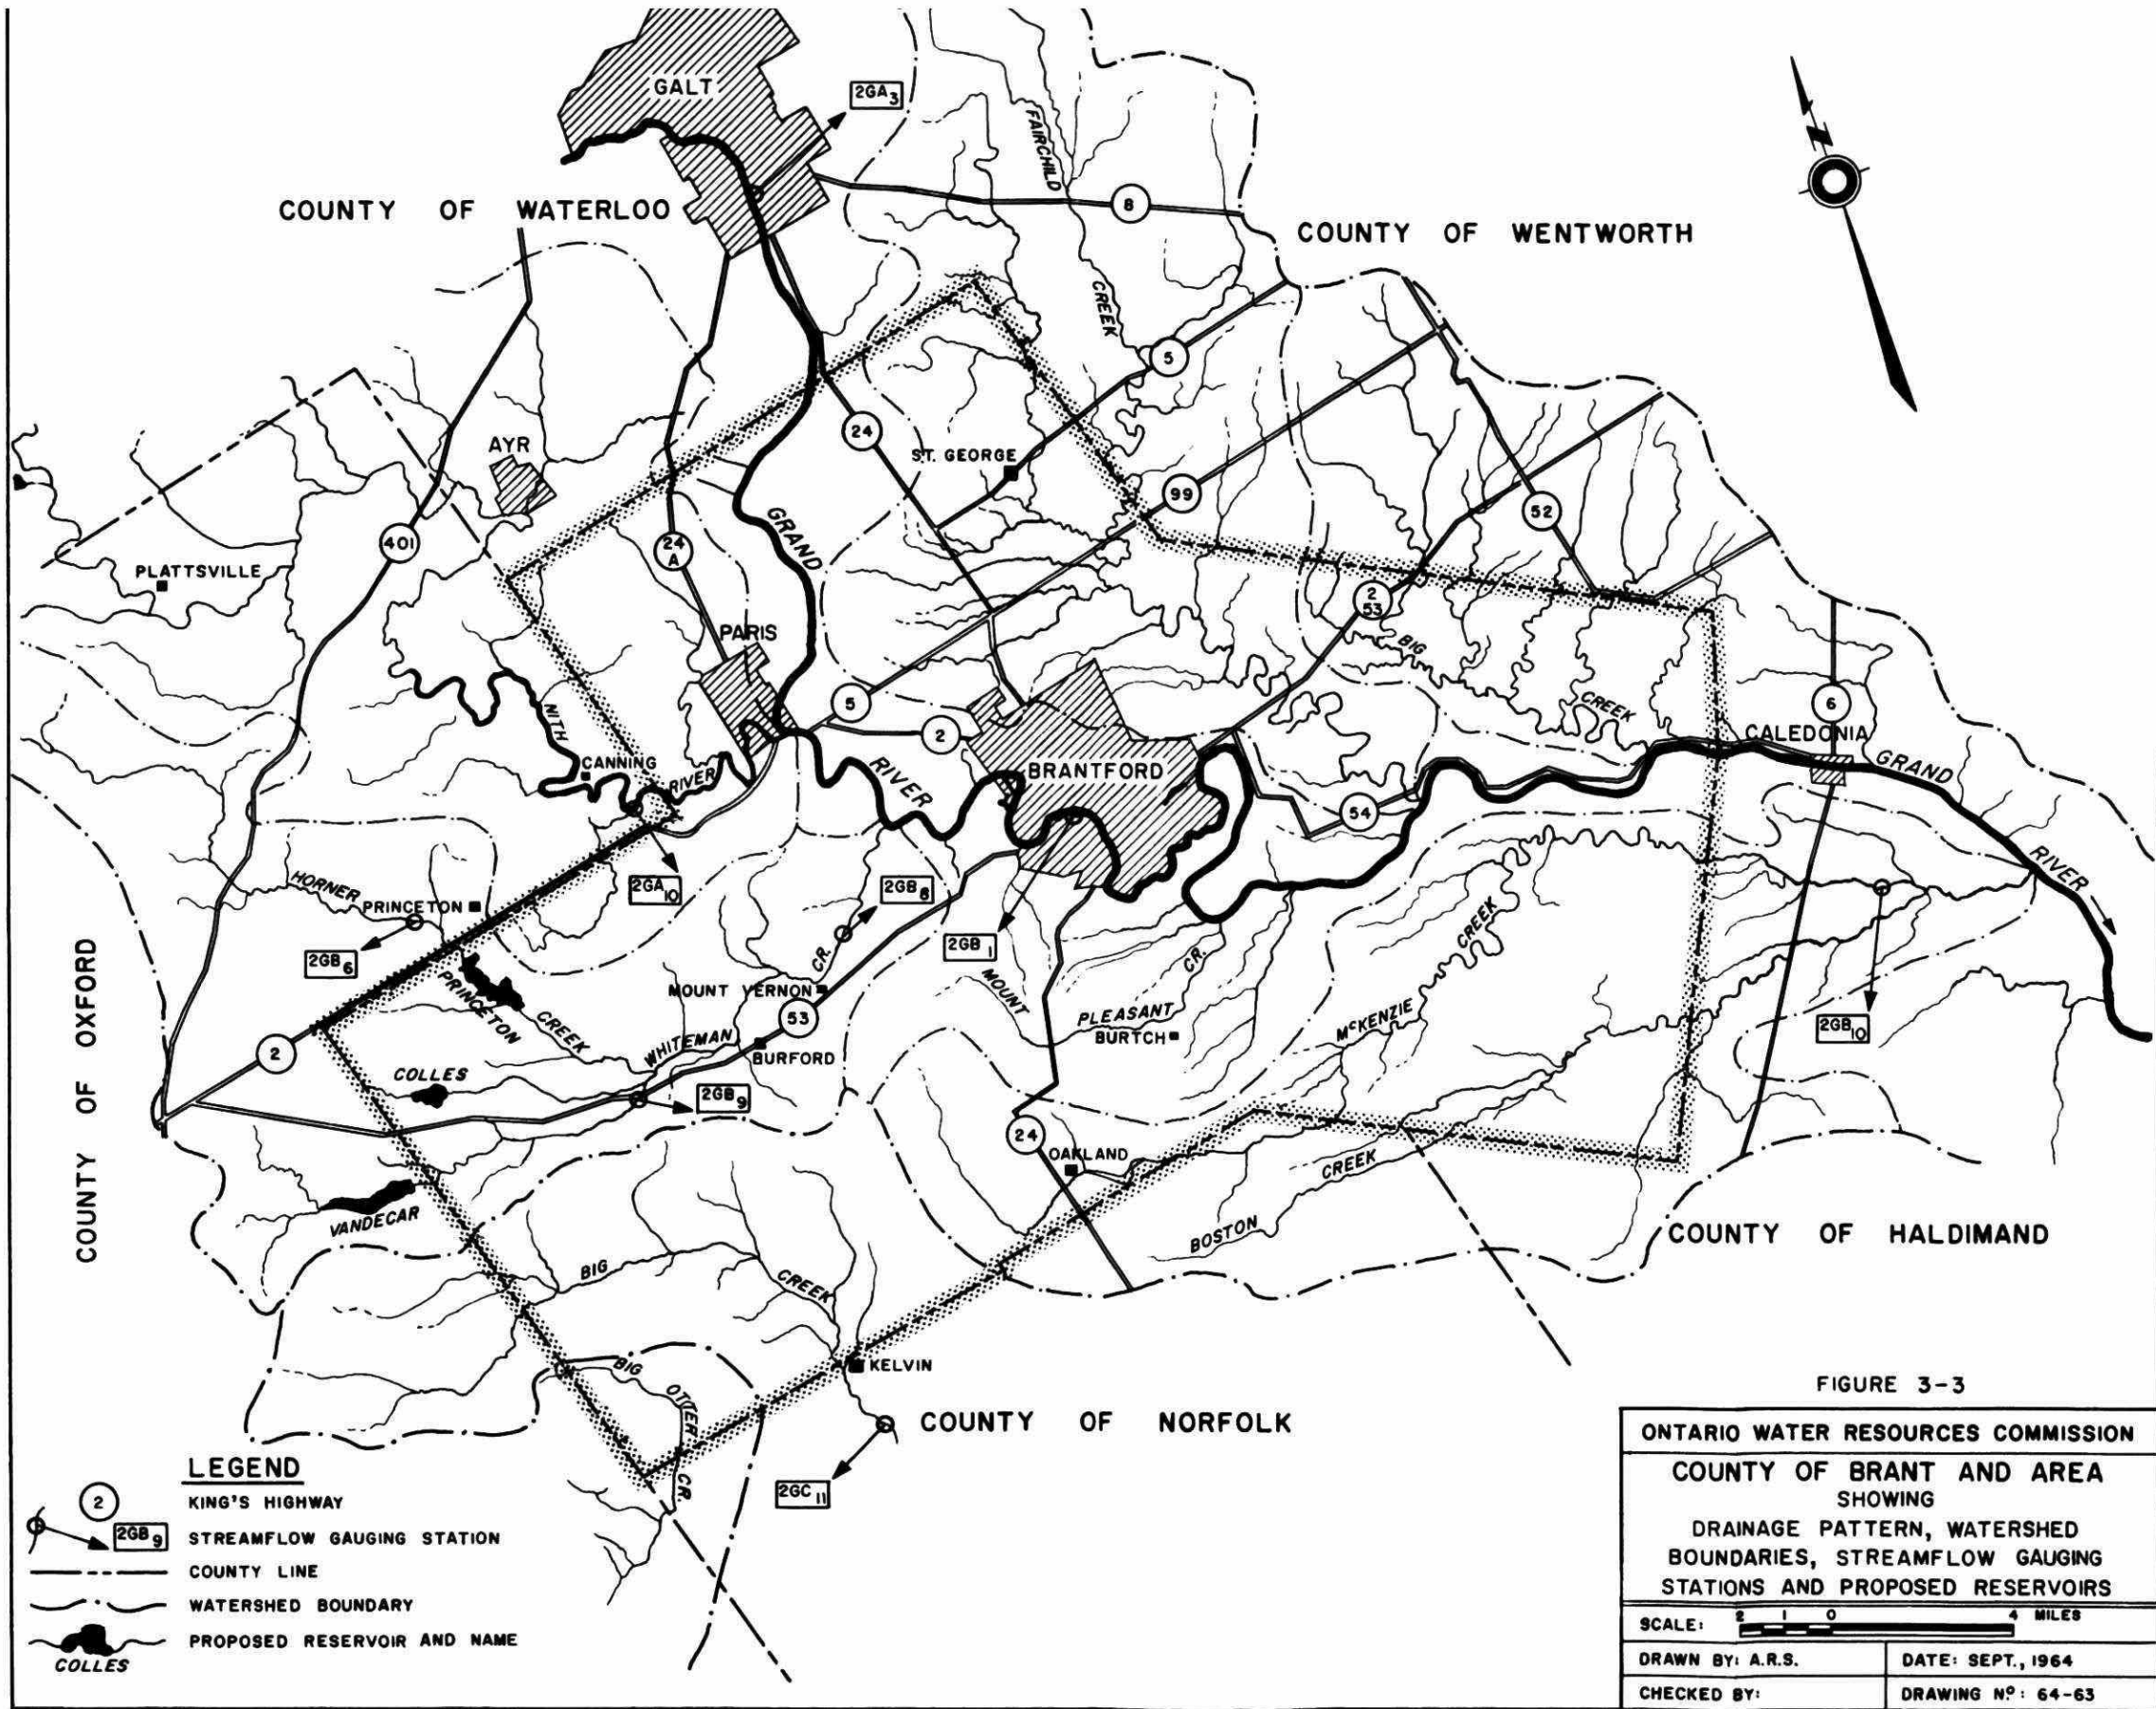 GALT
2GA3
FAIRCHILD
CREEK
COUNTY OF WATERLOO
8
COUNTY OF WENTWORTH
N
5
24
AYR
ST. GEORGE
99
52
401
24
A
GRAND
PLATTSVILLE
2
53
PARIS
BIG
CREEK
NITH
5
2
6
CALEDONIA
CANNING
RIVER
RIVER
BRANTFORD
GRAND
54
RIVER
HORNER
PRINCETON
2GA10
2GB8
2GB6
2GB1
CREEK
COUNTY OF OXFORD
PRINCETON
CREEK
MOUNT VERNON
CR.
MOUNT
CR.
53
PLEASANT
McKENZIE
BURTCH
2GB10
2
WHITEMAN
BURFORD
COLLES
2GB9
24
OAKLAND
CREEK
BOSTON
VANDECAR
COUNTY OF HALDIMAND
BIG
CREEK
BIG
OTTER
CR.
KELVIN
COUNTY OF NORFOLK
2GC11
LEGEND
2
KING'S HIGHWAY
2GB9
STREAMFLOW GAUGING STATION
COUNTY LINE
WATERSHED BOUNDARY
PROPOSED RESERVOIR AND NAME
COLLES
FIGURE 3-3
ONTARIO WATER RESOURCES COMMISSION
COUNTY OF BRANT AND AREA
SHOWING
DRAINAGE PATTERN, WATERSHED
BOUNDARIES, STREAMFLOW GAUGING
STATIONS AND PROPOSED RESERVOIRS
SCALE: 2 1 0 4 MILES
DRAWN BY: A.R.S.
DATE: SEPT., 1964
CHECKED BY:
DRAWING Nº: 64-63